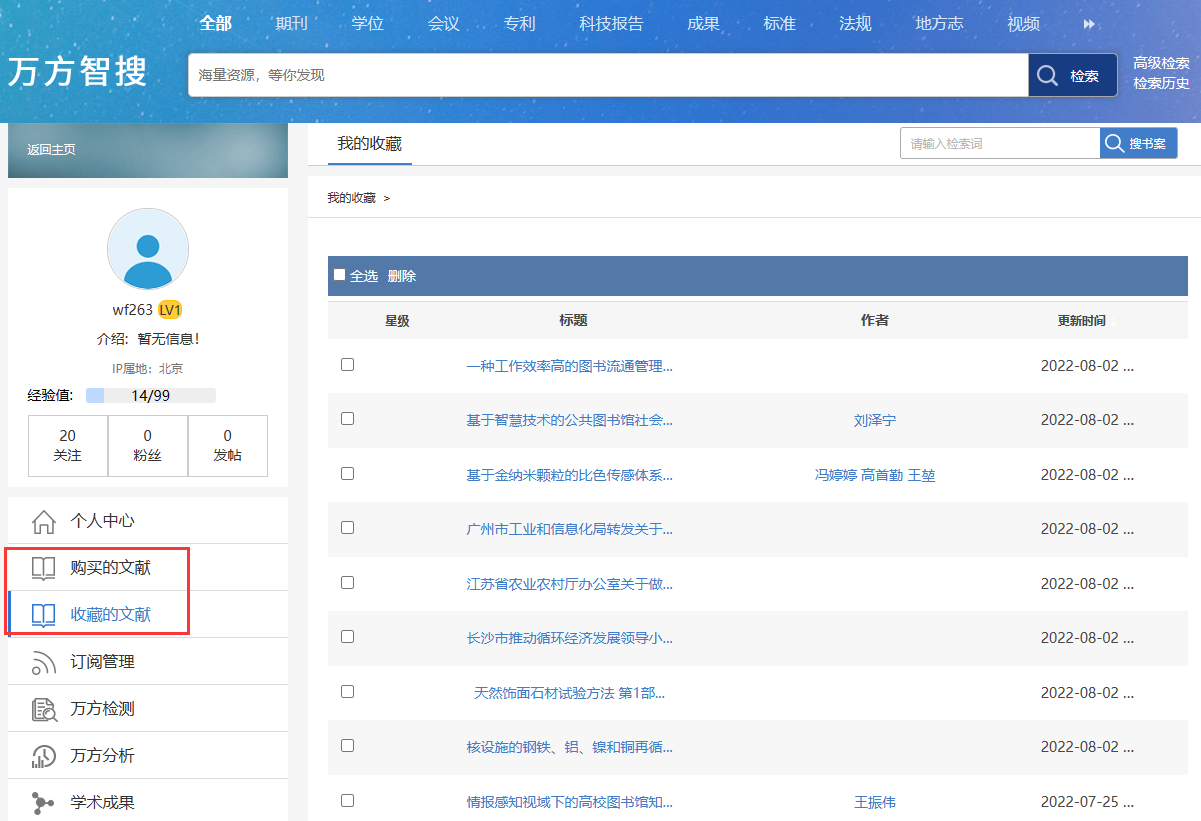 全部 期刊 学位 会议 专利 科技报告 成果 标准 法规 地方志 视频
万方智搜
海量资源，等你发现
检索
高级检索
检索历史
返回主页
我的收藏
请输入检索词
搜书案
我的收藏 >
wf263 LV1
介绍: 暂无信息!
IP属地: 北京
经验值: 14/99
20 0 0
关注 粉丝 发帖
个人中心
购买的文献
收藏的文献
订阅管理
万方检测
万方分析
学术成果
全选 删除
星级 标题 作者 更新时间
一种工作效率高的图书流通管理... 2022-08-02 ...
基于智慧技术的公共图书馆社会... 刘泽宁 2022-08-02 ...
基于金纳米颗粒的比色传感体系... 冯婷婷 高首勤 王堃 2022-08-02 ...
广州市工业和信息化局转发关于... 2022-08-02 ...
江苏省农业农村厅办公室关于做... 2022-08-02 ...
长沙市推动循环经济发展领导小... 2022-08-02 ...
天然饰面石材试验方法 第1部... 2022-08-02 ...
核设施的钢铁、铝、镍和铜再循... 2022-08-02 ...
情报感知视域下的高校图书馆知... 王振伟 2022-07-25 ...